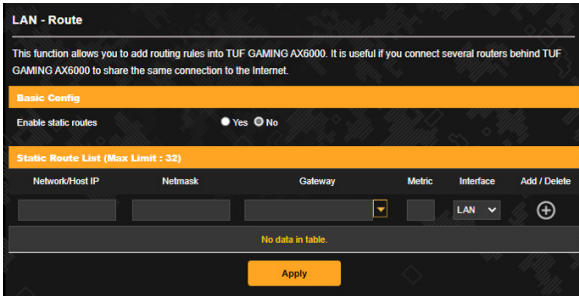 LAN - Route
This function allows you to add routing rules into TUF GAMING AX6000. It is useful if you connect several routers behind TUF
GAMING AX6000 to share the same connection to the Internet.
Basic Config
Enable static routes Yes No
Static Route List (Max Limit : 32)
Network/Host IP Netmask Gateway Metric Interface Add / Delete
LAN
No data in table.
Apply